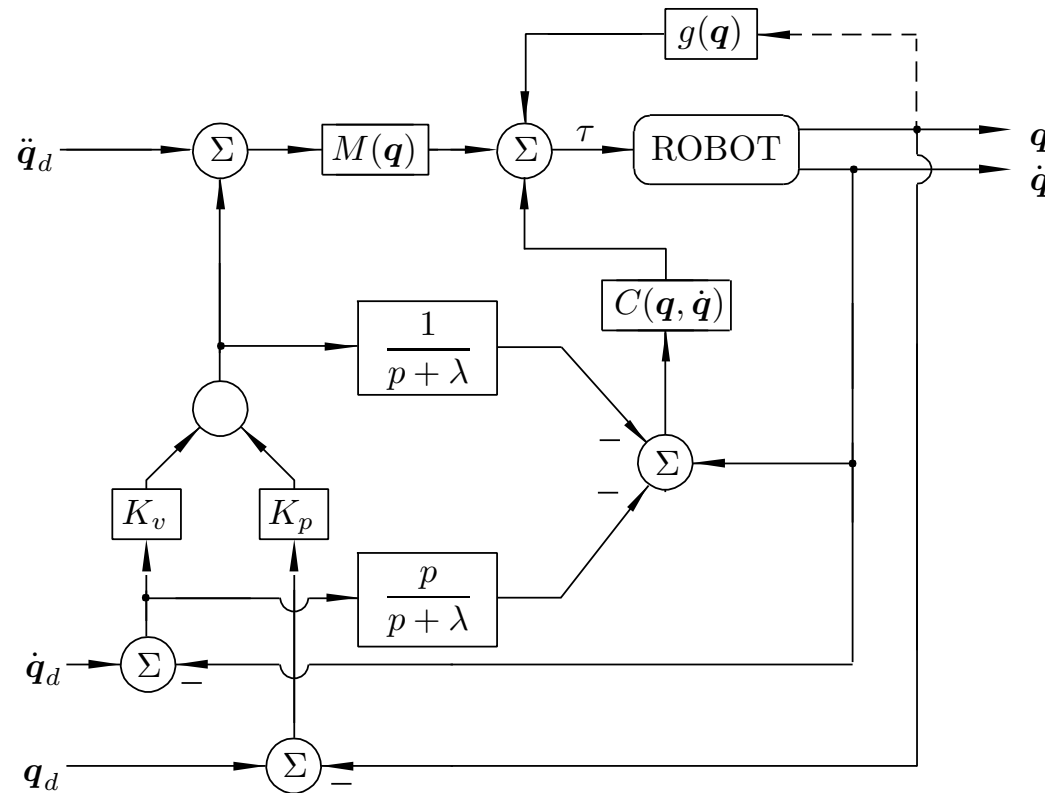 g(q)
q̈_d Σ M(q) Σ τ ROBOT q
q̇
C(q, q̇)
1
p + λ
−
Σ
−
K_v K_p
p
p + λ
q̇_d Σ −
q_d Σ −